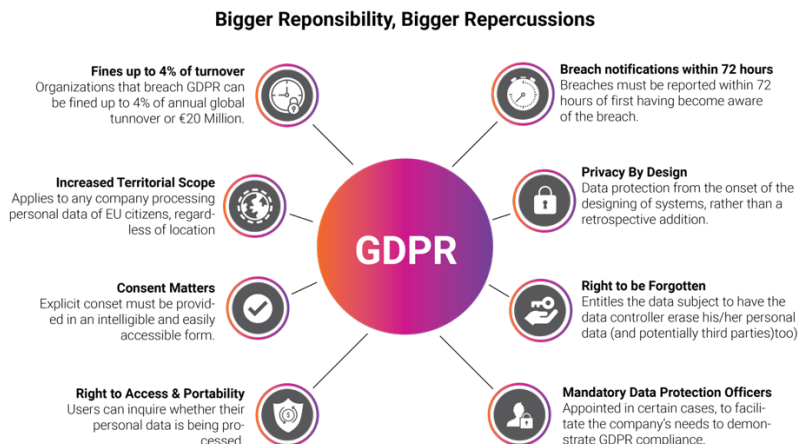 Bigger Reponsibility, Bigger Repercussions
Fines up to 4% of turnover
Organizations that breach GDPR can
be fined up to 4% of annual global
turnover or €20 Million.
Increased Territorial Scope
Applies to any company processing
personal data of EU citizens, regard-
less of location
Consent Matters
Explicit conset must be provid-
ed in an intelligible and easily
accessible form.
Right to Access & Portability
Users can inquire whether their
personal data is being pro-
cessed.
GDPR
Breach notifications within 72 hours
Breaches must be reported within 72
hours of first having become aware
of the breach.
Privacy By Design
Data protection from the onset of the
designing of systems, rather than a
retrospective addition.
Right to be Forgotten
Entitles the data subject to have the
data controller erase his/her personal
data (and potentially third parties)too)
Mandatory Data Protection Officers
Appointed in certain cases, to facili-
tate the company's needs to demon-
strate GDPR compliance.